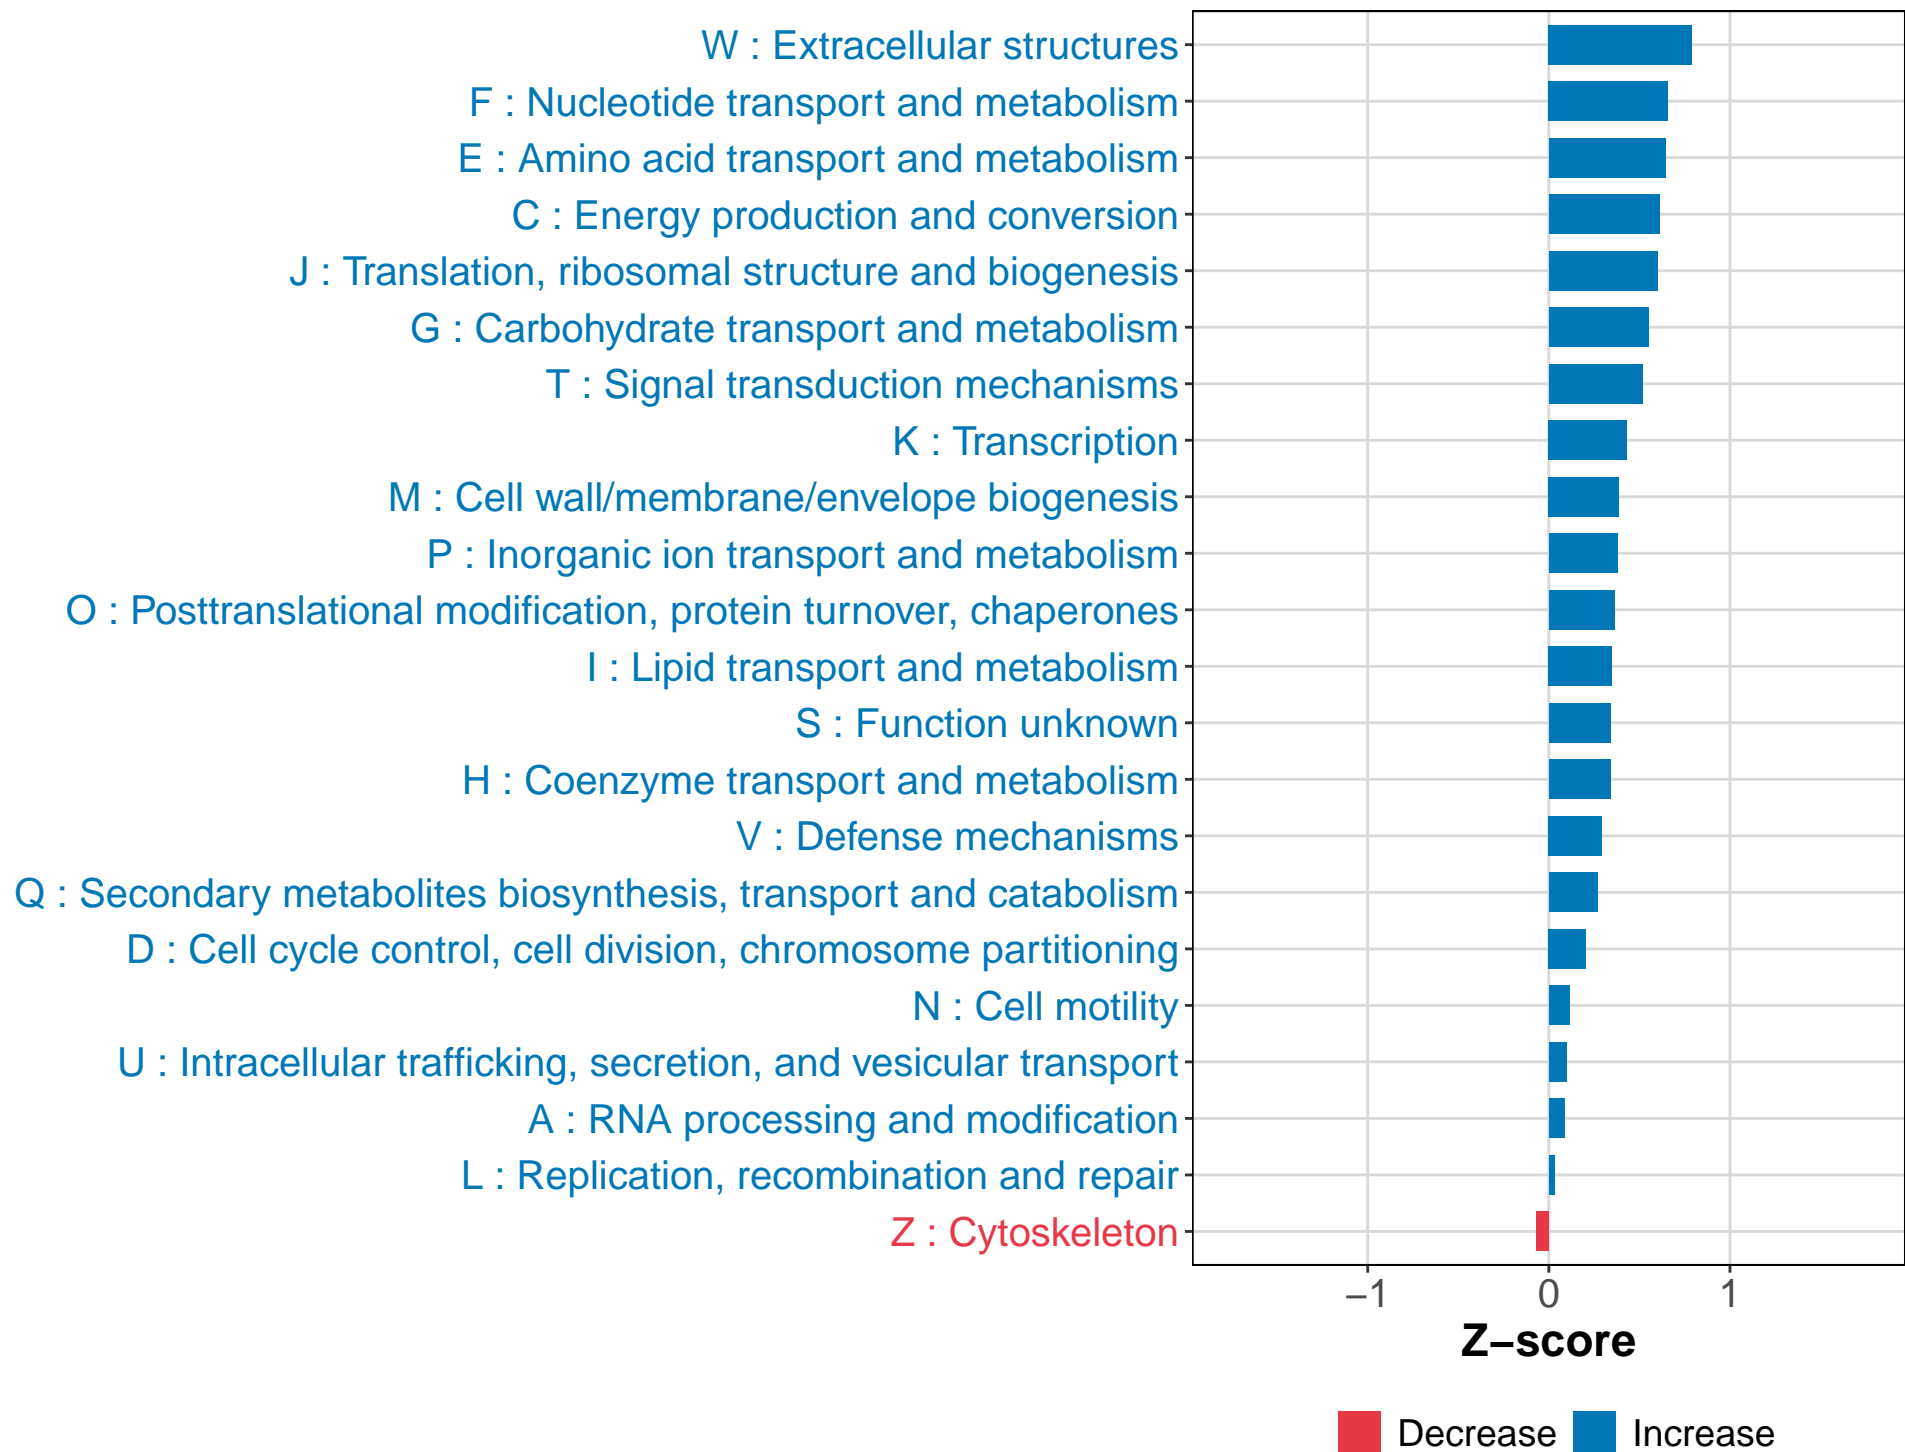 W : Extracellular structures
F : Nucleotide transport and metabolism
E : Amino acid transport and metabolism
C : Energy production and conversion
J : Translation, ribosomal structure and biogenesis
G : Carbohydrate transport and metabolism
T : Signal transduction mechanisms
K : Transcription
M : Cell wall/membrane/envelope biogenesis
P : Inorganic ion transport and metabolism
O : Posttranslational modification, protein turnover, chaperones
I : Lipid transport and metabolism
S : Function unknown
H : Coenzyme transport and metabolism
V : Defense mechanisms
Q : Secondary metabolites biosynthesis, transport and catabolism
D : Cell cycle control, cell division, chromosome partitioning
N : Cell motility
U : Intracellular trafficking, secretion, and vesicular transport
A : RNA processing and modification
L : Replication, recombination and repair
Z : Cytoskeleton
−1 0 1
Z−score
Decrease Increase